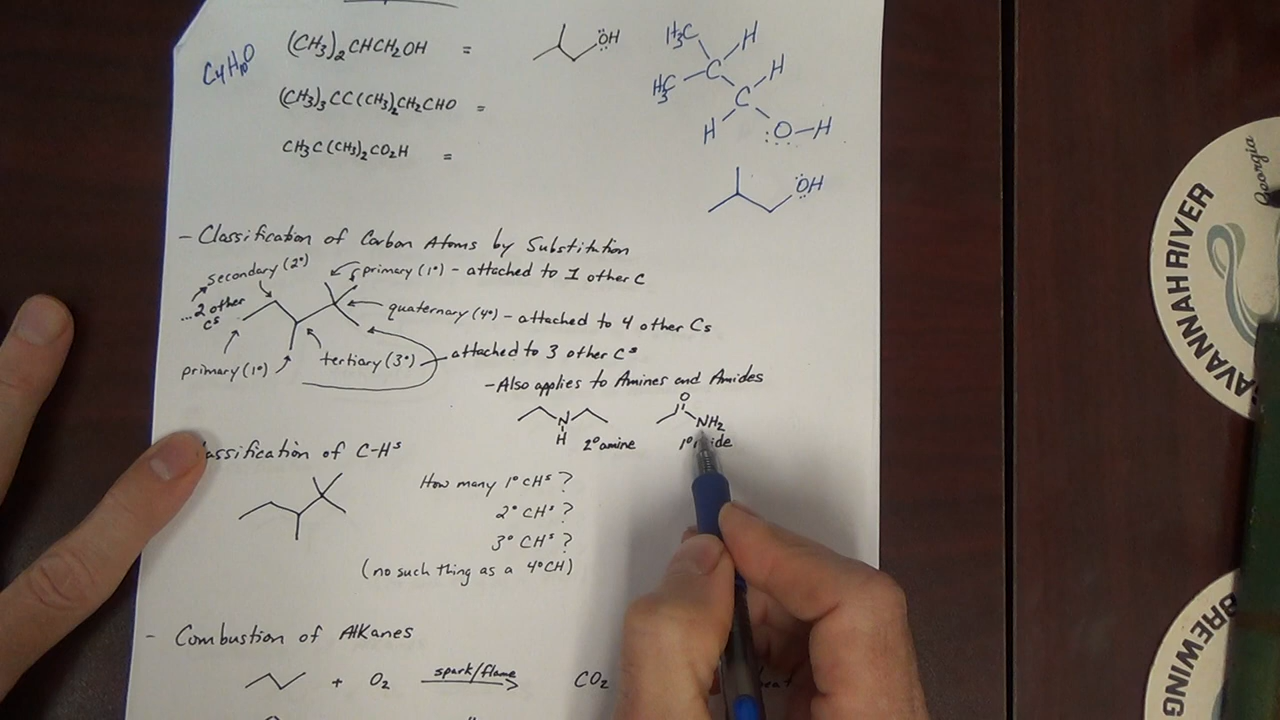 C4H10O
(CH3)2CHCH2OH =
OH
(CH3)3CC(CH3)2CH2CHO =
CH3C(CH3)2CO2H =
H3C H
H3C C H
C
H O-H
OH
- Classification of Carbon Atoms by Substitution
secondary (2°)
primary (1°) - attached to 1 other C
...2 other Cs
quaternary (4°) - attached to 4 other Cs
primary (1°)
tertiary (3°)
attached to 3 other Cs
- Also applies to Amines and Amides
N
H
2° amine
O
NH2
1°
of C-Hs
How many 1° CHs?
2° CHs?
3° CHs?
(no such thing as a 4° CH)
- Combustion of Alkanes
+ O2
spark/flame
CO2
SAVANNAH RIVER
Georgia
BREWING